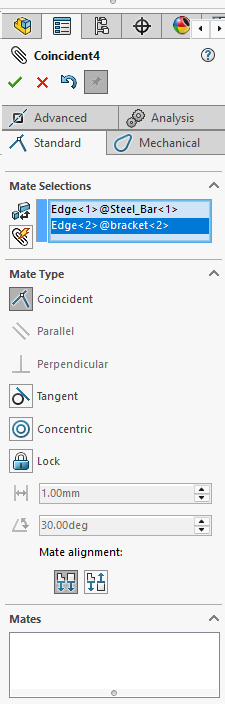 Coincident4
Advanced
Analysis
Standard
Mechanical
Mate Selections
Edge<1>@Steel_Bar<1>
Edge<2>@bracket<2>
Mate Type
Coincident
Parallel
Perpendicular
Tangent
Concentric
Lock
1.00mm
30.00deg
Mate alignment:
Mates